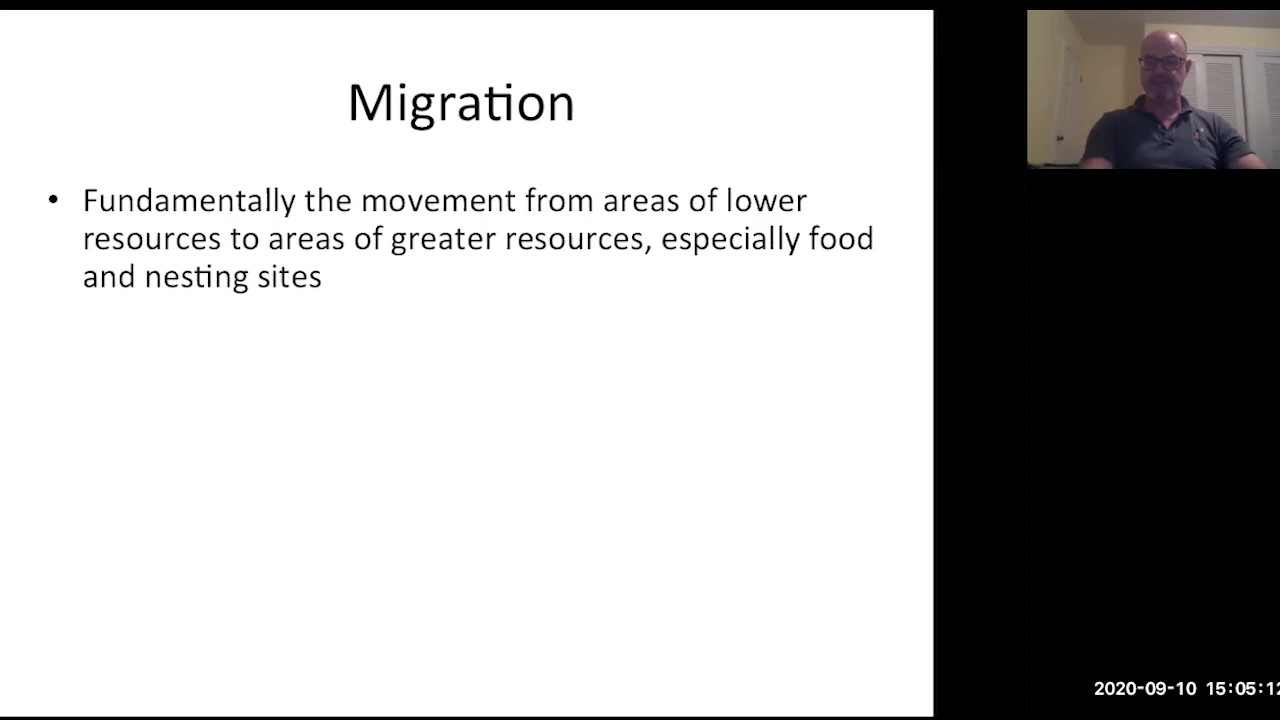 Migration
• Fundamentally the movement from areas of lower
resources to areas of greater resources, especially food
and nesting sites
2020-09-10 15:05:12